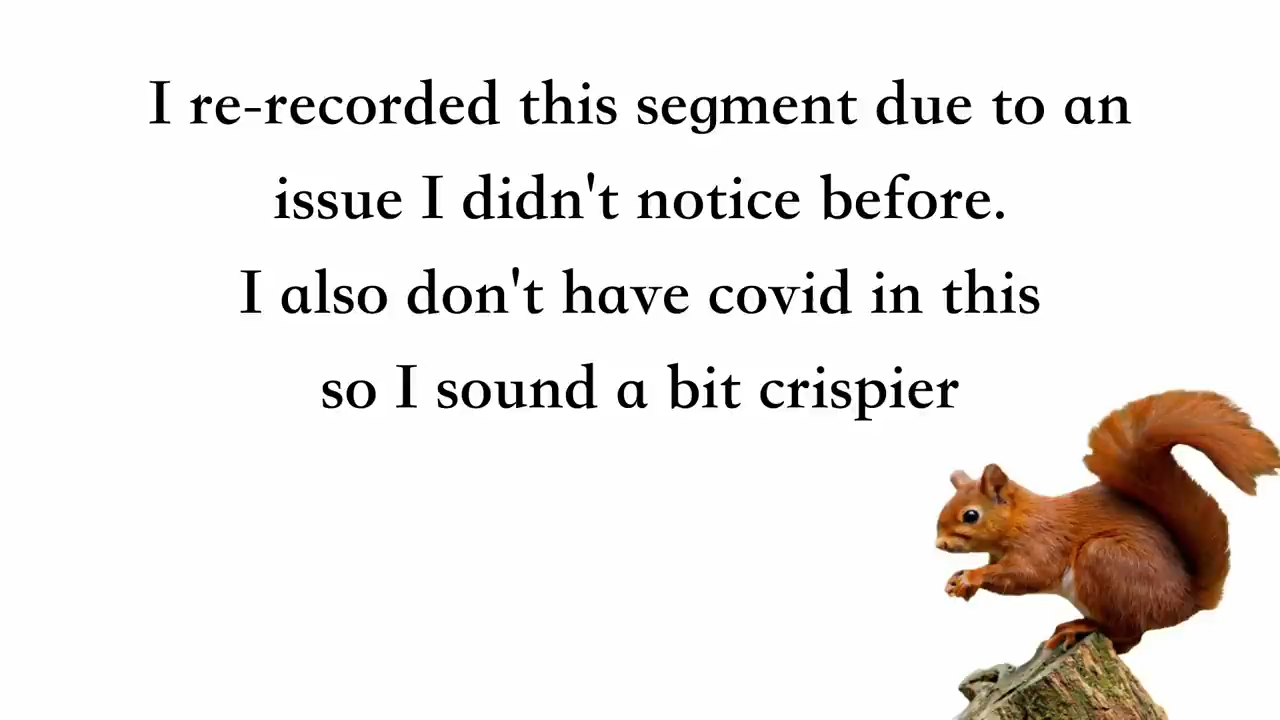 I re-recorded this segment due to an
issue I didn't notice before.
I also don't have covid in this
so I sound a bit crispier